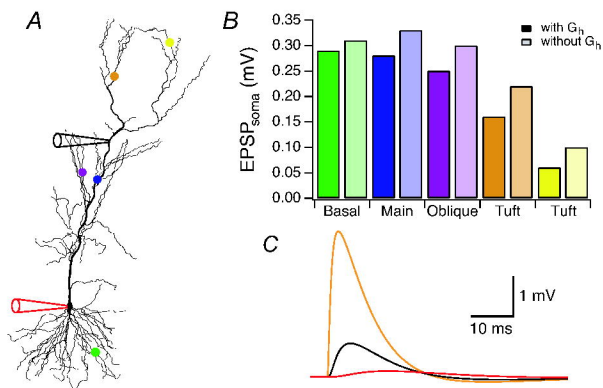 A
B
with Gh
without Gh
EPSPsoma (mV)
0.35
0.30
0.25
0.20
0.15
0.10
0.05
0.00
Basal Main Oblique Tuft Tuft
C
1 mV
10 ms